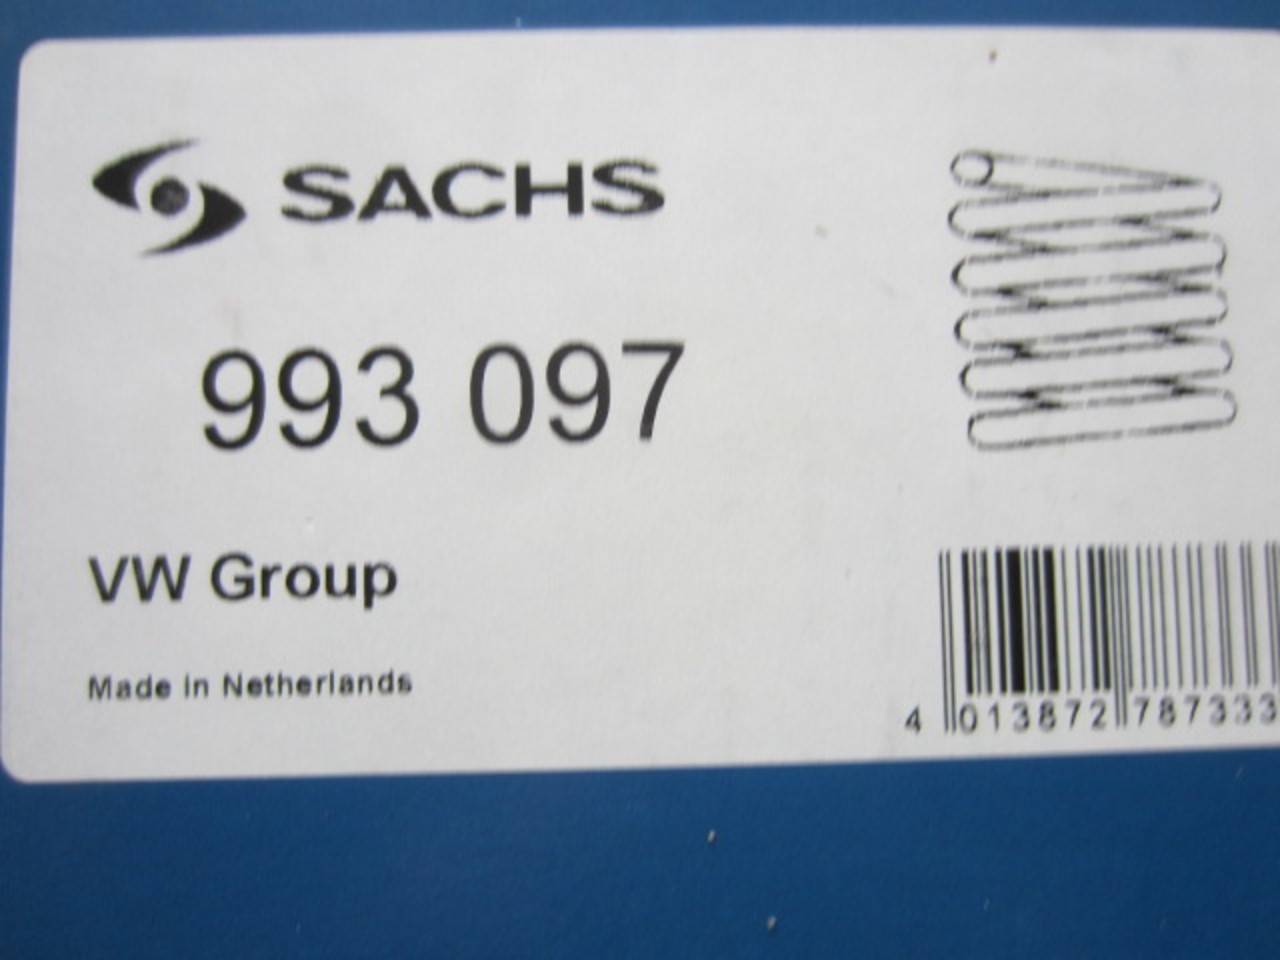 SACHS
993 097
VW Group
Made in Netherlands
4 013872 787333